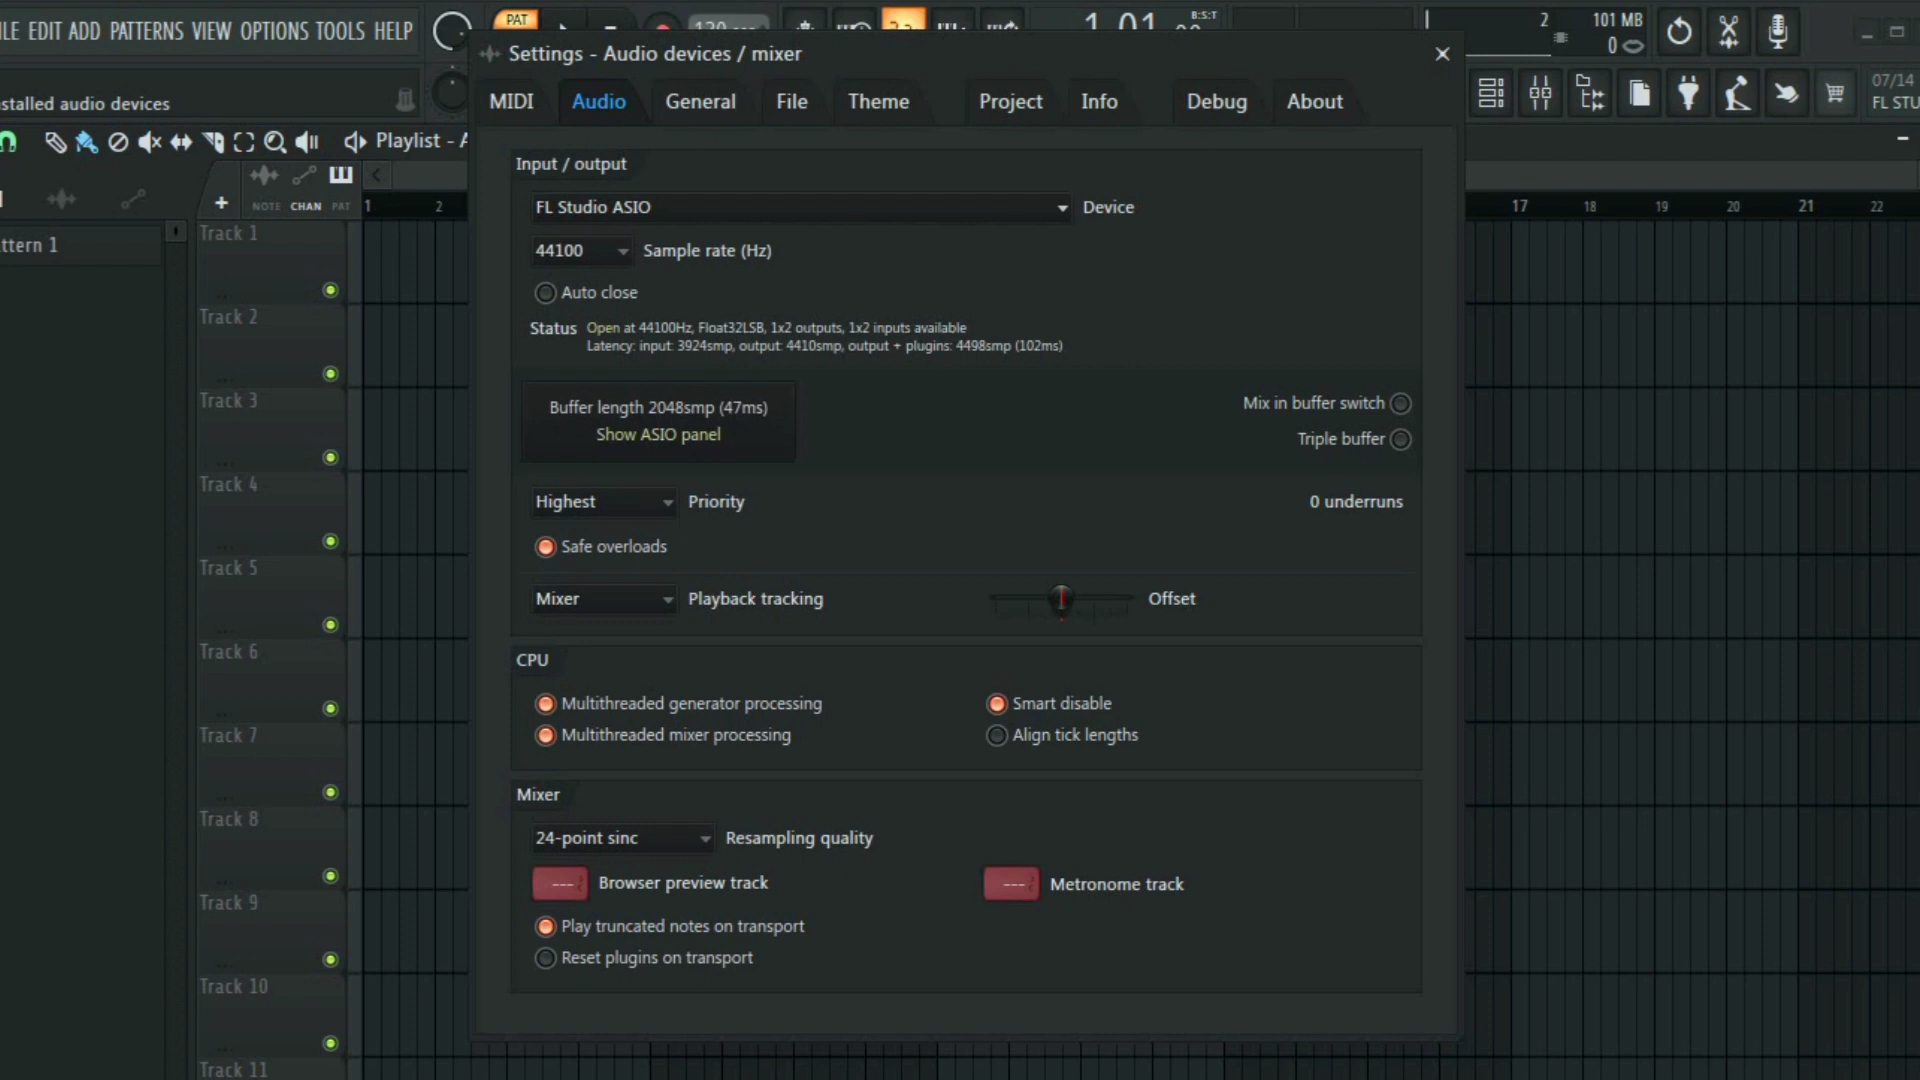 LE EDIT ADD PATTERNS VIEW OPTIONS TOOLS HELP
PAT
130
1 01
B:S:T
2
101 MB
0
Settings - Audio devices / mixer
stalled audio devices
MIDI Audio General File Theme Project Info Debug About
07/14
FL STU
Playlist - A
NOTE CHAN PAT
1 2
17 18 19 20 21 22
ttern 1
Track 1
Track 2
Track 3
Track 4
Track 5
Track 6
Track 7
Track 8
Track 9
Track 10
Track 11
Input / output
FL Studio ASIO Device
44100 Sample rate (Hz)
Auto close
Status Open at 44100Hz, Float32LSB, 1x2 outputs, 1x2 inputs available
Latency: input: 3924smp, output: 4410smp, output + plugins: 4498smp (102ms)
Buffer length 2048smp (47ms)
Show ASIO panel
Mix in buffer switch
Triple buffer
Highest Priority 0 underruns
Safe overloads
Mixer Playback tracking Offset
CPU
Multithreaded generator processing Smart disable
Multithreaded mixer processing Align tick lengths
Mixer
24-point sinc Resampling quality
--- Browser preview track --- Metronome track
Play truncated notes on transport
Reset plugins on transport